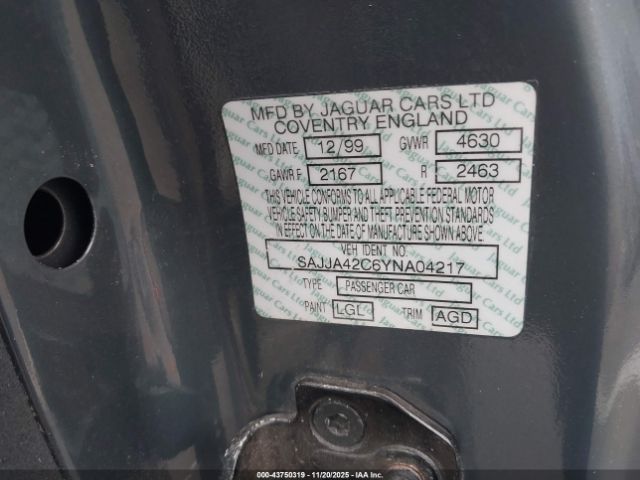 MFD BY JAGUAR CARS LTD
COVENTRY ENGLAND
MFD DATE 12/99 GVWR 4630
GAWR F 2167 R 2463
THIS VEHICLE CONFORMS TO ALL APPLICABLE FEDERAL MOTOR
VEHICLE SAFETY BUMPER AND THEFT PREVENTION STANDARDS
IN EFFECT ON THE DATE OF MANUFACTURE SHOWN ABOVE.
VEH IDENT NO.
SAJJA42C6YNA04217
TYPE PASSENGER CAR
PAINT LGL TRIM AGD
000-43750319 - 11/20/2025 - IAA Inc.